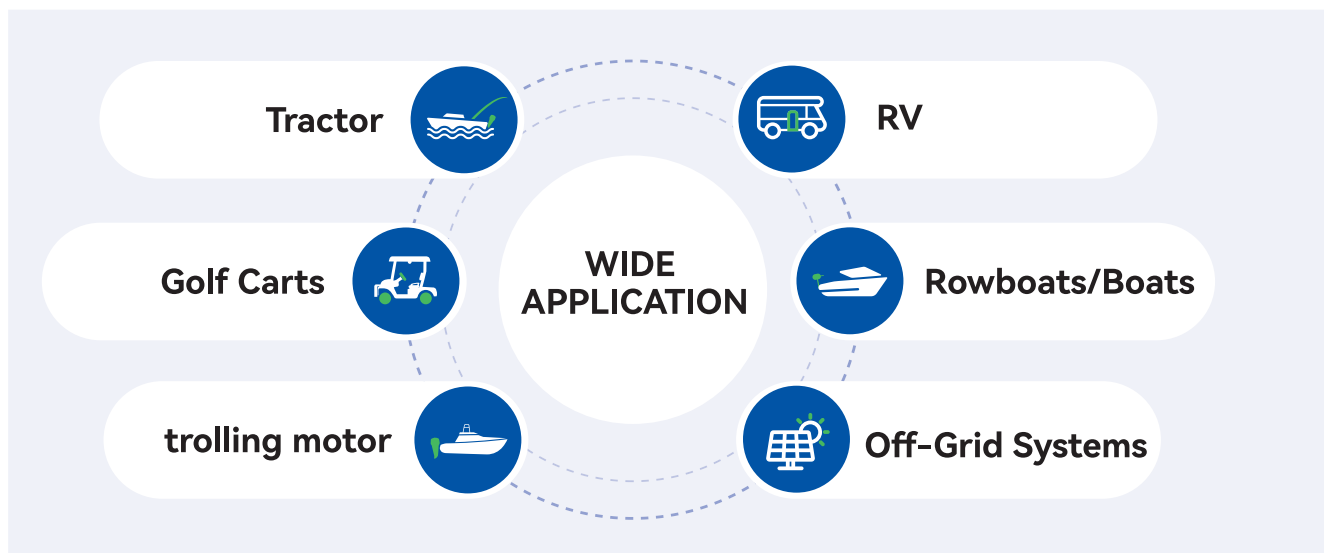 Tractor
RV
Golf Carts
WIDE
APPLICATION
Rowboats/Boats
trolling motor
Off-Grid Systems